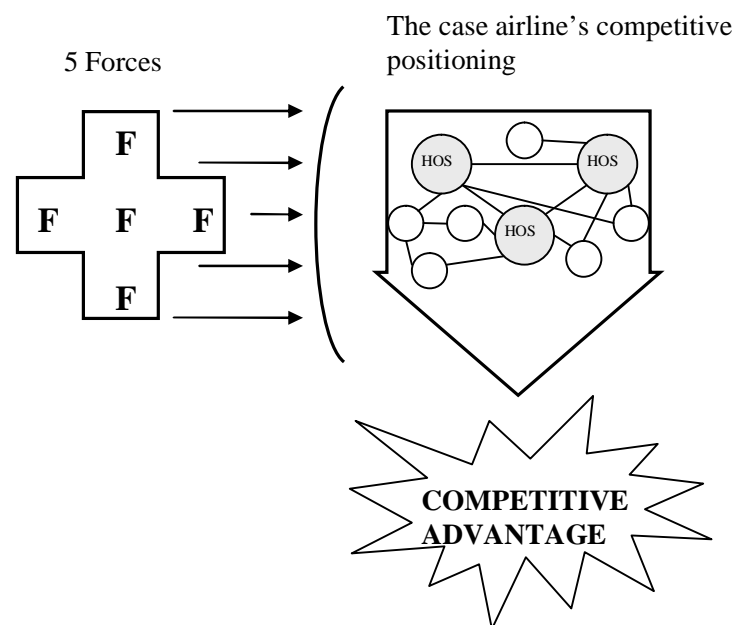 The case airline’s competitive
positioning
5 Forces
F
F F F
F
HOS HOS
HOS
COMPETITIVE
ADVANTAGE